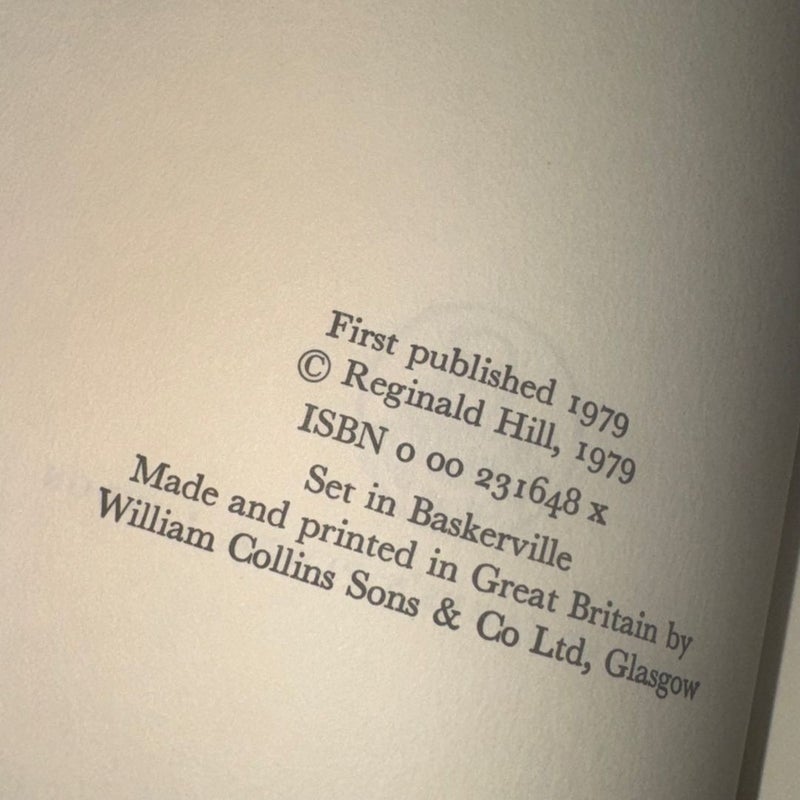 First published 1979
© Reginald Hill, 1979
ISBN 0 00 231648 x
Set in Baskerville
Made and printed in Great Britain by
William Collins Sons & Co Ltd, Glasgow